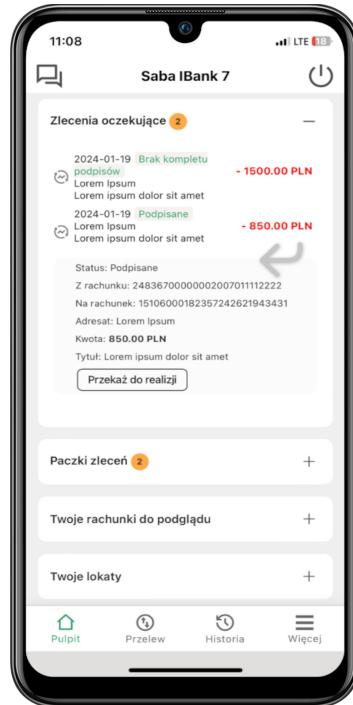 11:08
LTE 18
Saba IBank 7
Zlecenia oczekujące 2
2024-01-19 Brak kompletu
podpisów
- 1500.00 PLN
Lorem Ipsum
Lorem ipsum dolor sit amet
2024-01-19 Podpisane
Lorem Ipsum
- 850.00 PLN
Lorem ipsum dolor sit amet
Status: Podpisane
Z rachunku: 24836700000002007011112222
Na rachunek: 15106000182357242621943431
Adresat: Lorem Ipsum
Kwota: 850.00 PLN
Tytuł: Lorem ipsum dolor sit amet
Przekaż do realizji
Paczki zleceń 2
Twoje rachunki do podglądu
Twoje lokaty
Pulpit
Przelew
Historia
Więcej